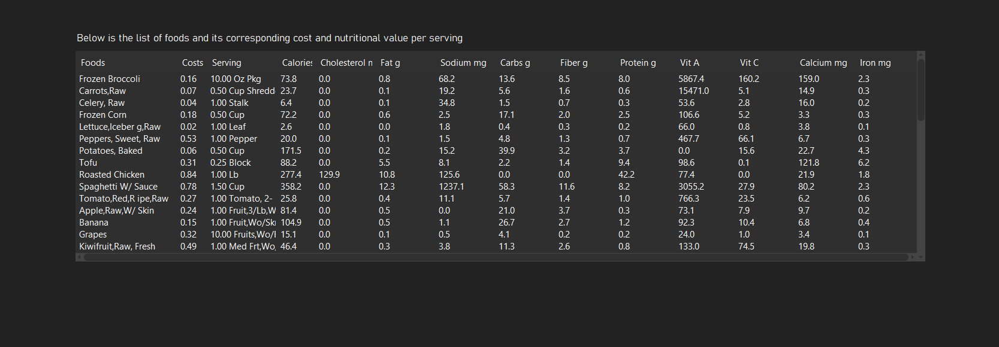 Below is the list of foods and its corresponding cost and nutritional value per serving
Foods Costs Serving Calories Cholesterol n Fat g Sodium mg Carbs g Fiber g Protein g Vit A Vit C Calcium mg Iron mg
Frozen Broccoli 0.16 10.00 Oz Pkg 73.8 0.0 0.8 68.2 13.6 8.5 8.0 5867.4 160.2 159.0 2.3
Carrots,Raw 0.07 0.50 Cup Shredd 23.7 0.0 0.1 19.2 5.6 1.6 0.6 15471.0 5.1 14.9 0.3
Celery, Raw 0.04 1.00 Stalk 6.4 0.0 0.1 34.8 1.5 0.7 0.3 53.6 2.8 16.0 0.2
Frozen Corn 0.18 0.50 Cup 72.2 0.0 0.6 2.5 17.1 2.0 2.5 106.6 5.2 3.3 0.3
Lettuce,Iceber g,Raw 0.02 1.00 Leaf 2.6 0.0 0.0 1.8 0.4 0.3 0.2 66.0 0.8 3.8 0.1
Peppers, Sweet, Raw 0.53 1.00 Pepper 20.0 0.0 0.1 1.5 4.8 1.3 0.7 467.7 66.1 6.7 0.3
Potatoes, Baked 0.06 0.50 Cup 171.5 0.0 0.2 15.2 39.9 3.2 3.7 0.0 15.6 22.7 4.3
Tofu 0.31 0.25 Block 88.2 0.0 5.5 8.1 2.2 1.4 9.4 98.6 0.1 121.8 6.2
Roasted Chicken 0.84 1.00 Lb 277.4 129.9 10.8 125.6 0.0 0.0 42.2 77.4 0.0 21.9 1.8
Spaghetti W/ Sauce 0.78 1.50 Cup 358.2 0.0 12.3 1237.1 58.3 11.6 8.2 3055.2 27.9 80.2 2.3
Tomato,Red,R ipe,Raw 0.27 1.00 Tomato, 2- 25.8 0.0 0.4 11.1 5.7 1.4 1.0 766.3 23.5 6.2 0.6
Apple,Raw,W/ Skin 0.24 1.00 Fruit,3/Lb,W 81.4 0.0 0.5 0.0 21.0 3.7 0.3 73.1 7.9 9.7 0.2
Banana 0.15 1.00 Fruit,Wo/Ski 104.9 0.0 0.5 1.1 26.7 2.7 1.2 92.3 10.4 6.8 0.4
Grapes 0.32 10.00 Fruits,Wo/ 15.1 0.0 0.1 0.5 4.1 0.2 0.2 24.0 1.0 3.4 0.1
Kiwifruit,Raw, Fresh 0.49 1.00 Med Frt,Wo, 46.4 0.0 0.3 3.8 11.3 2.6 0.8 133.0 74.5 19.8 0.3